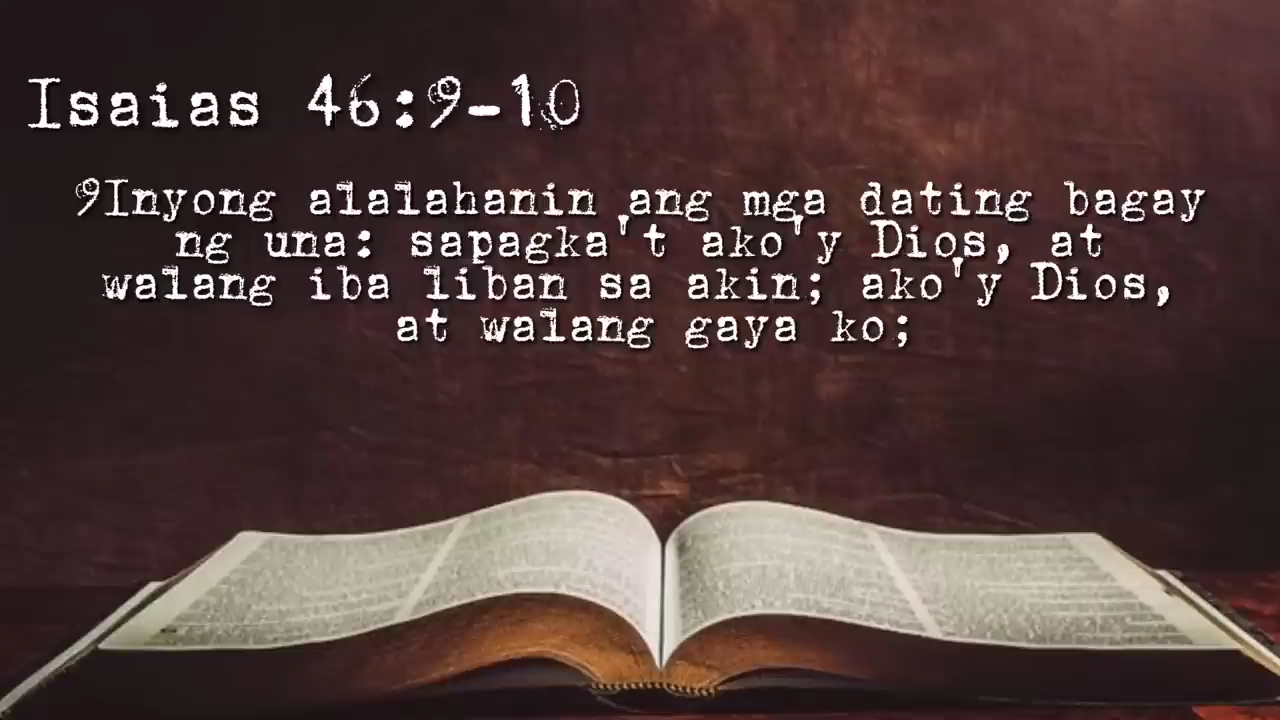 Isaias 46:9-10
9Inyong alalahanin ang mga dating bagay
ng una: sapagka't ako'y Dios, at
walang iba liban sa akin; ako'y Dios,
at walang gaya ko;